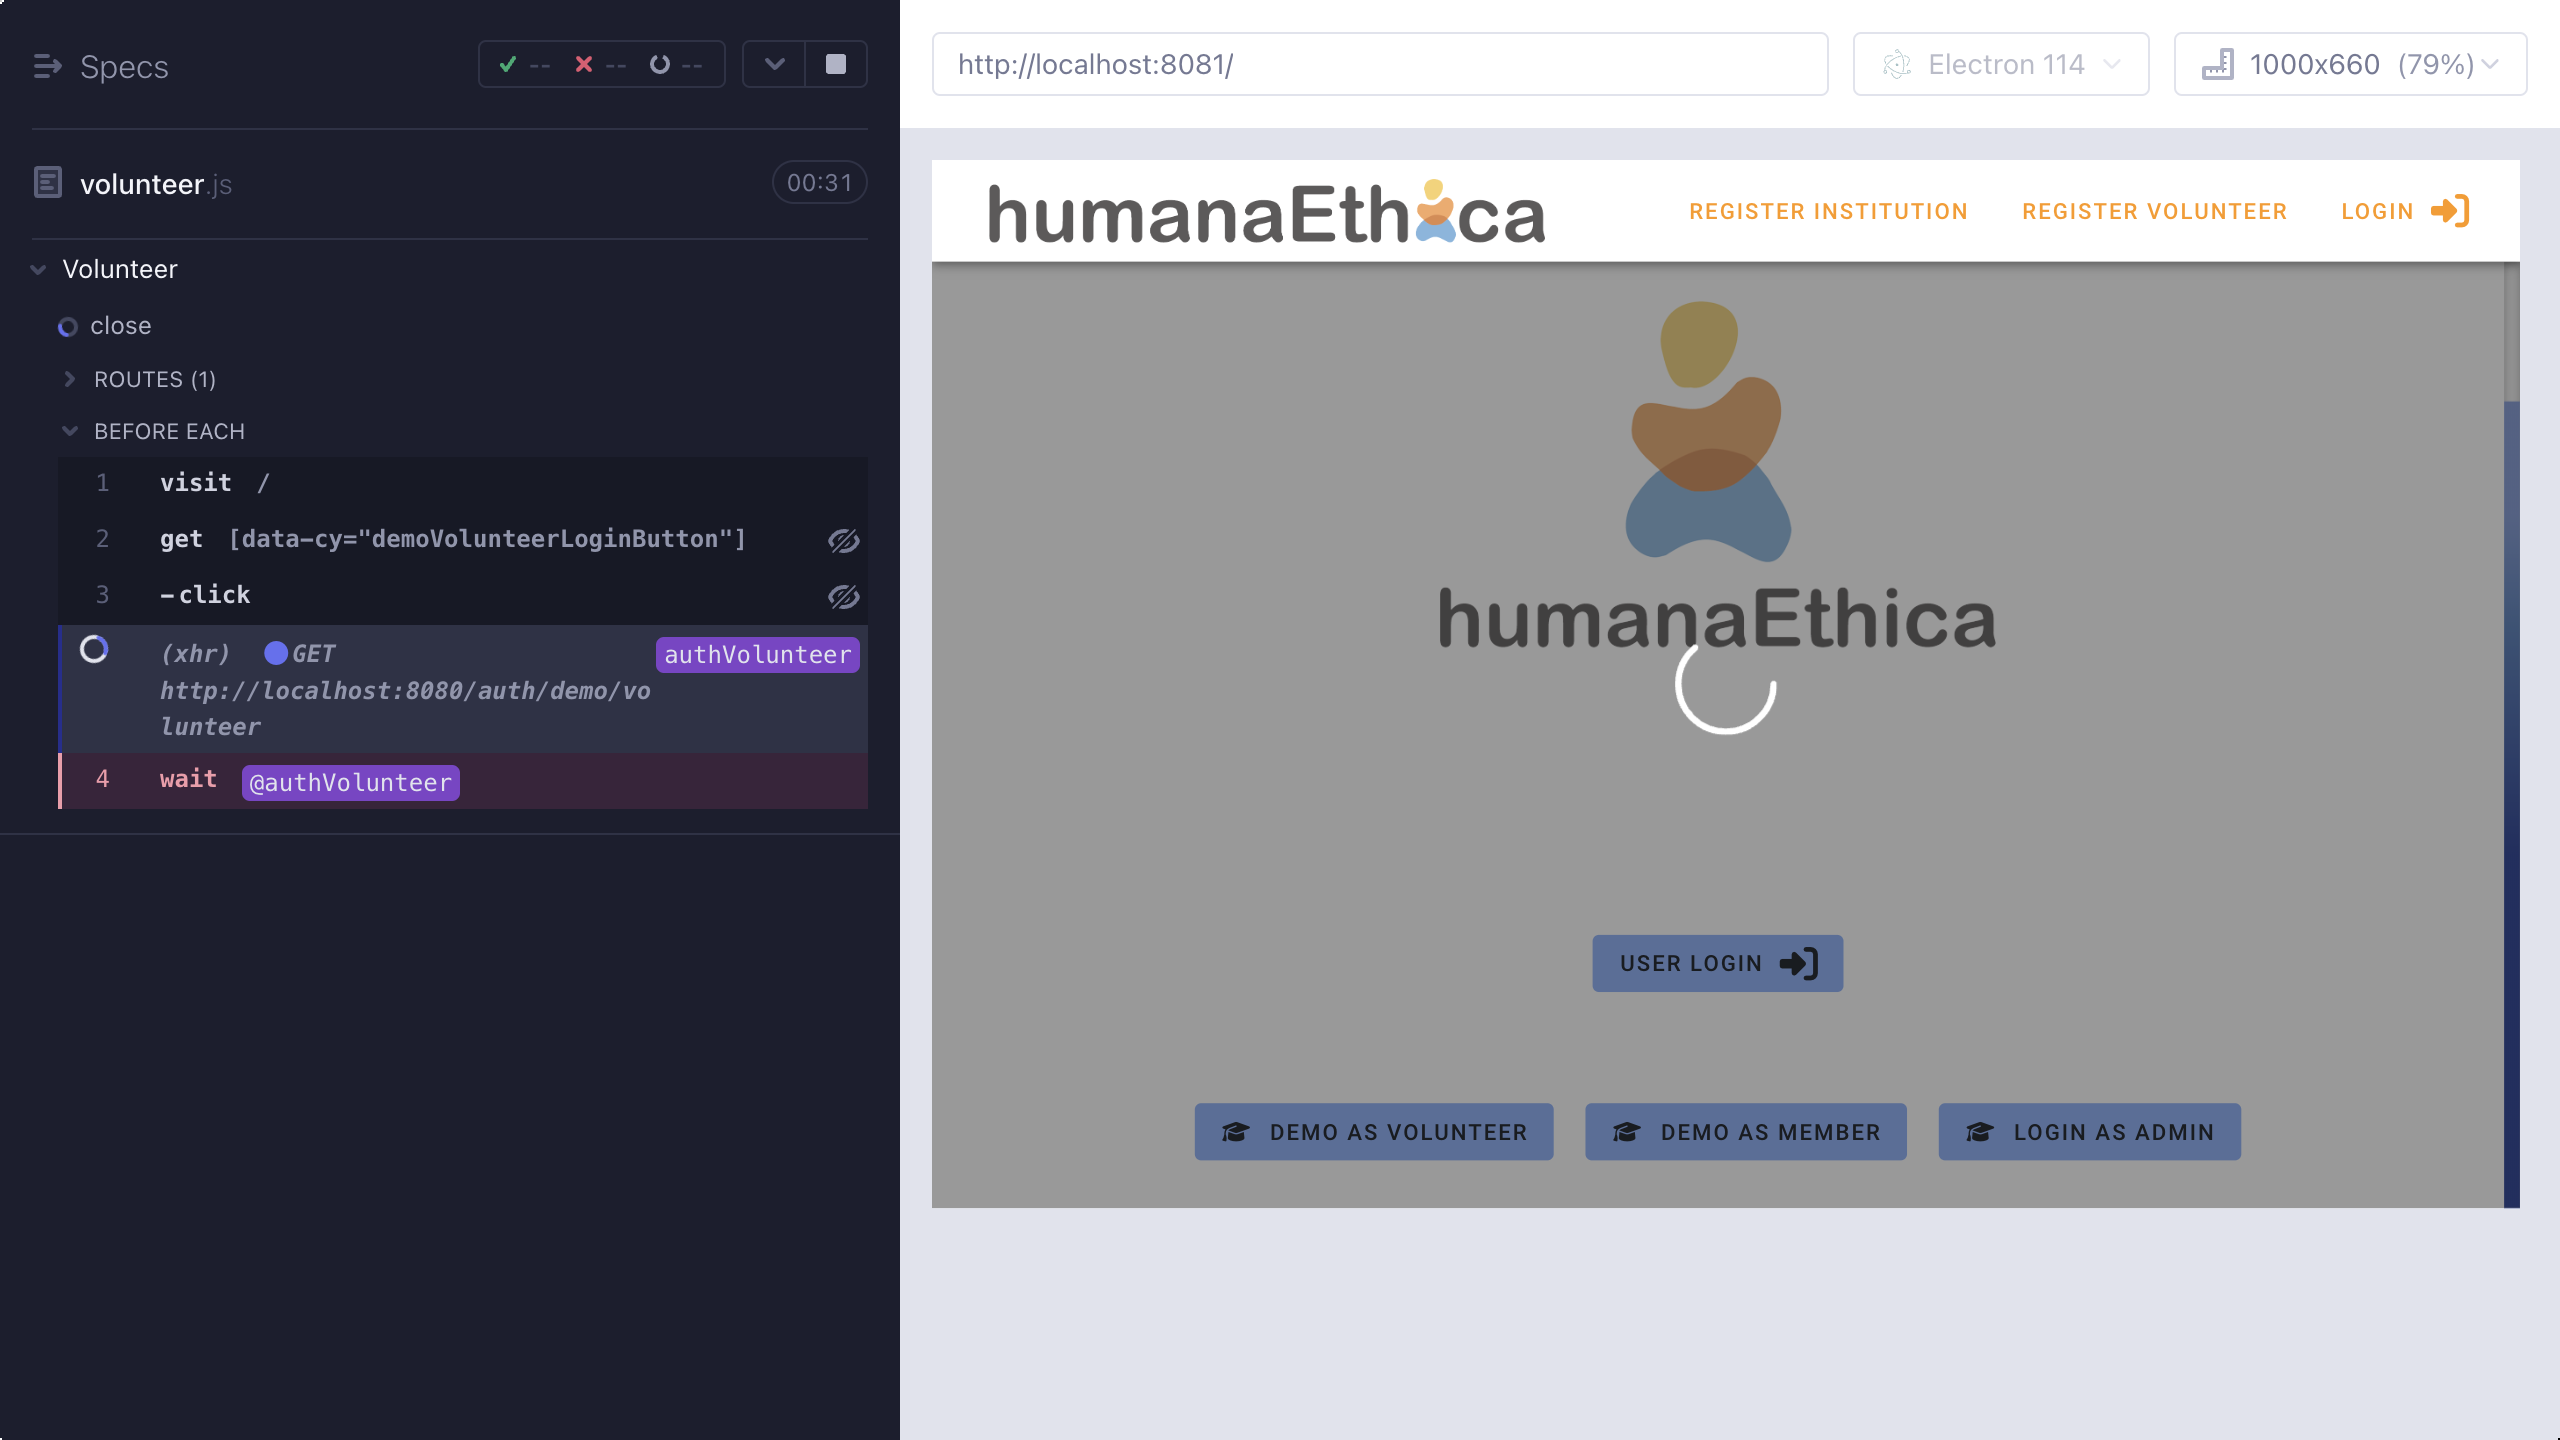 Specs
-- -- --
volunteer.js
00:31
Volunteer
close
ROUTES (1)
BEFORE EACH
1 visit /
2 get [data-cy="demoVolunteerLoginButton"]
3 -click
(xhr) GET authVolunteer
http://localhost:8080/auth/demo/vo
lunteer
4 wait @authVolunteer
http://localhost:8081/
Electron 114
1000x660 (79%)
humanaEthica
REGISTER INSTITUTION
REGISTER VOLUNTEER
LOGIN
humanaEthica
USER LOGIN
DEMO AS VOLUNTEER
DEMO AS MEMBER
LOGIN AS ADMIN